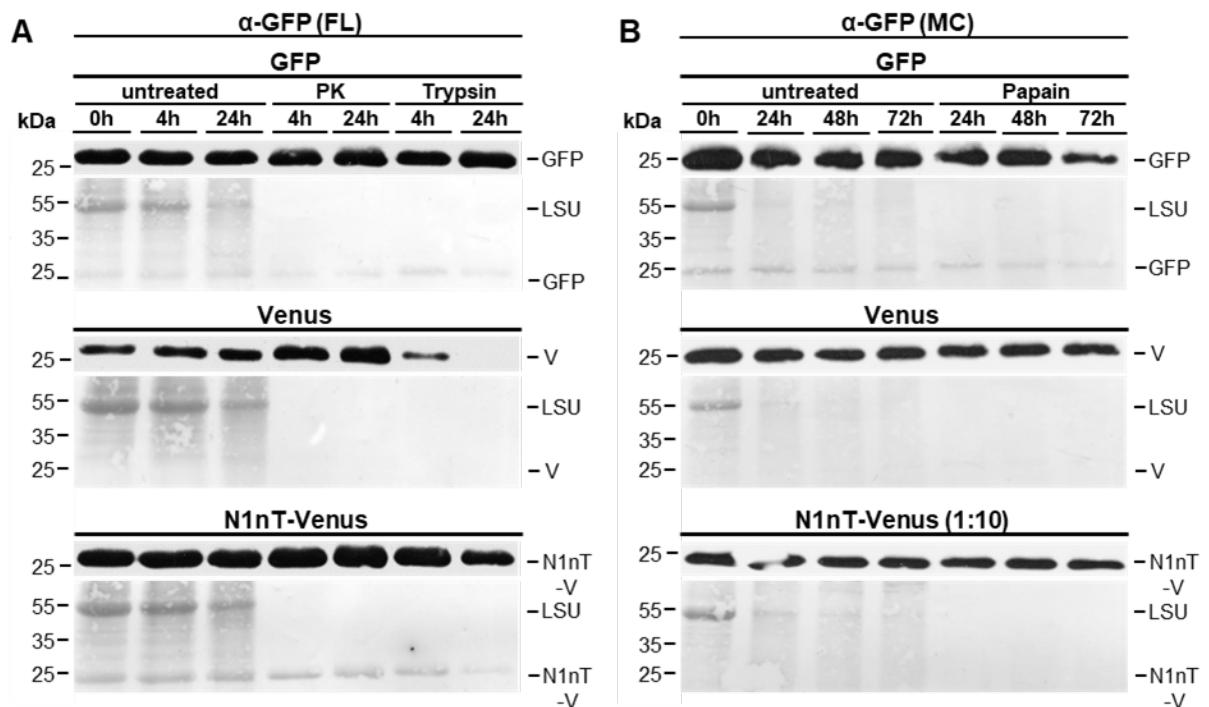 A
α-GFP (FL)
GFP
untreated PK Trypsin
kDa 0h 4h 24h 4h 24h 4h 24h
25 GFP
55 LSU
35
25 GFP
Venus
25 V
55 LSU
35
25 V
N1nT-Venus
25 N1nT
-V
55 LSU
35
25 N1nT
-V
B
α-GFP (MC)
GFP
untreated Papain
kDa 0h 24h 48h 72h 24h 48h 72h
25 GFP
55 LSU
35
25 GFP
Venus
25 V
55 LSU
35
25 V
N1nT-Venus (1:10)
25 N1nT
-V
55 LSU
35
25 N1nT
-V